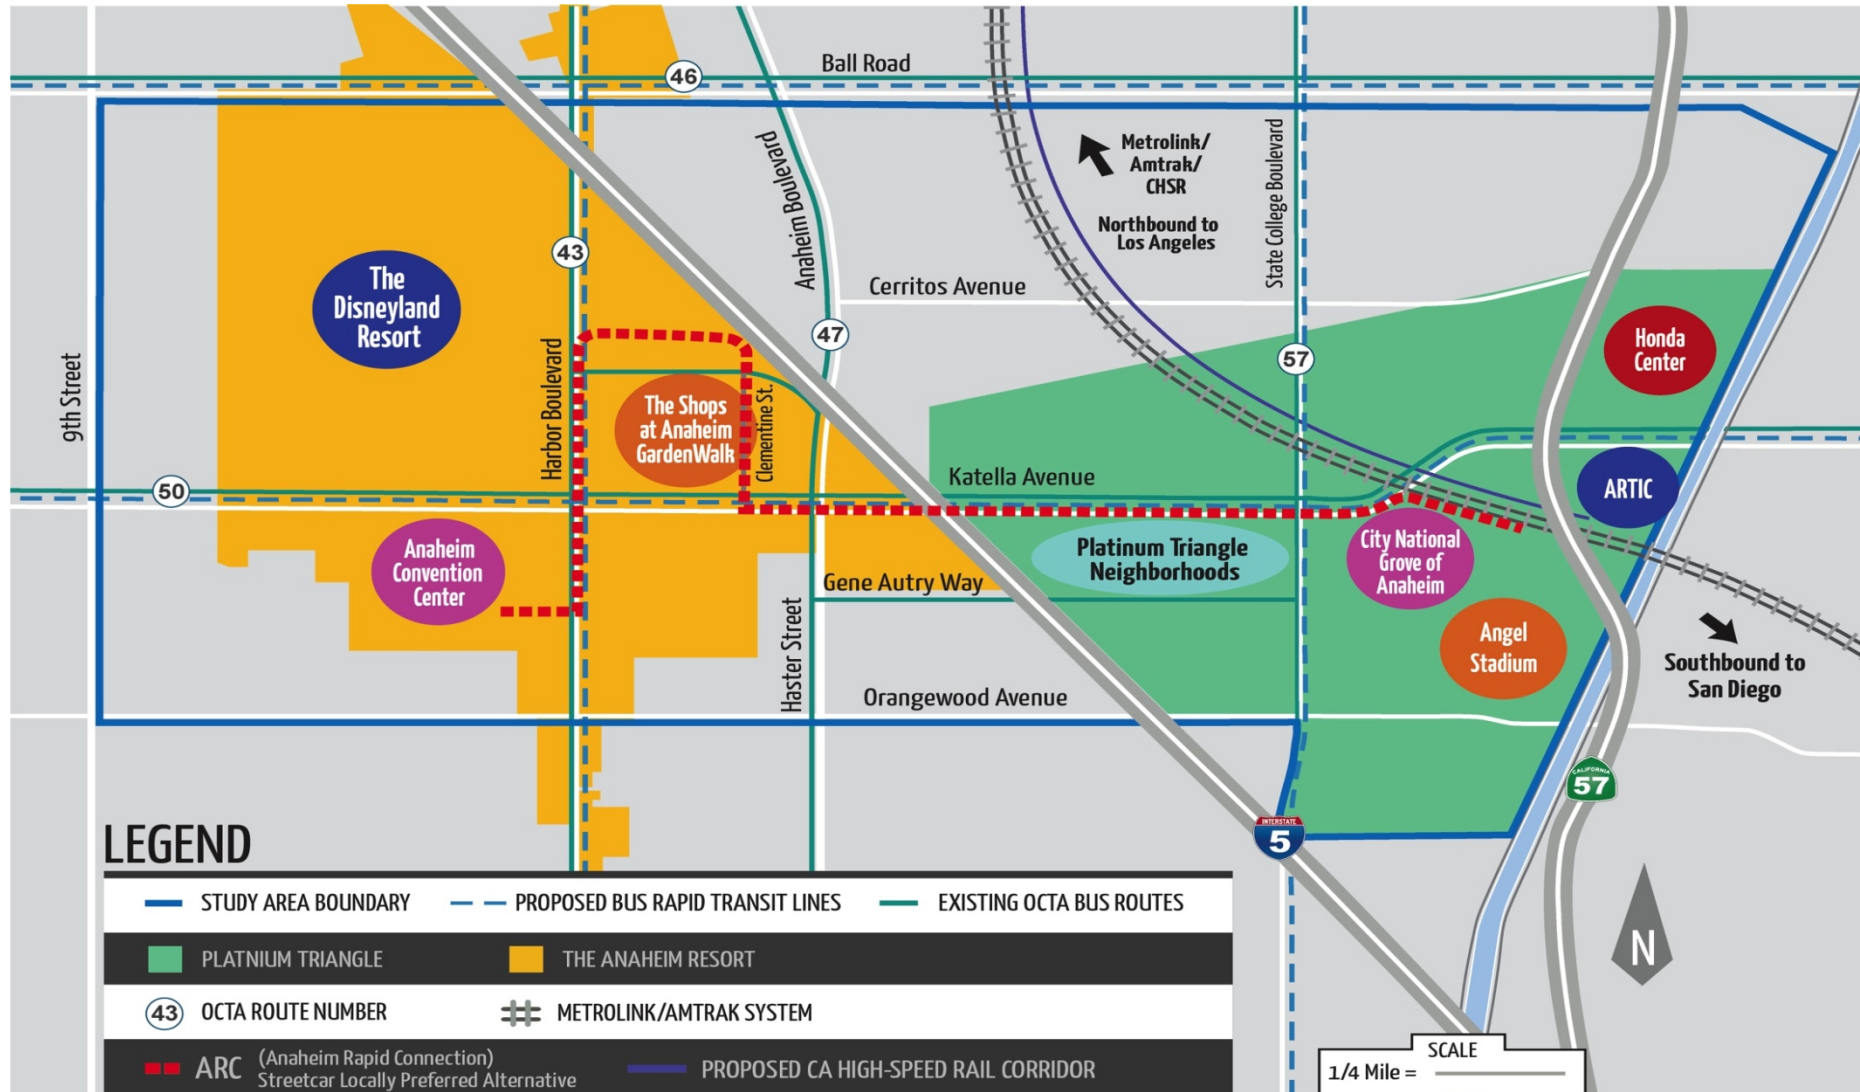 Ball Road
46
Metrolink/
Amtrak/
CHSR
Northbound to
Los Angeles
Anaheim Boulevard
State College Boulevard
43
The
Disneyland
Resort
Cerritos Avenue
47
57
Honda
Center
9th Street
Harbor Boulevard
The Shops
at Anaheim
GardenWalk
Clementine St.
50
Katella Avenue
ARTIC
Anaheim
Convention
Center
Platinum Triangle
Neighborhoods
City National
Grove of
Anaheim
Gene Autry Way
Haster Street
Angel
Stadium
Southbound to
San Diego
Orangewood Avenue
CALIFORNIA
57
INTERSTATE
5
N
LEGEND
STUDY AREA BOUNDARY
PROPOSED BUS RAPID TRANSIT LINES
EXISTING OCTA BUS ROUTES
PLATNIUM TRIANGLE
THE ANAHEIM RESORT
43
OCTA ROUTE NUMBER
METROLINK/AMTRAK SYSTEM
ARC (Anaheim Rapid Connection)
Streetcar Locally Preferred Alternative
PROPOSED CA HIGH-SPEED RAIL CORRIDOR
SCALE
1/4 Mile =